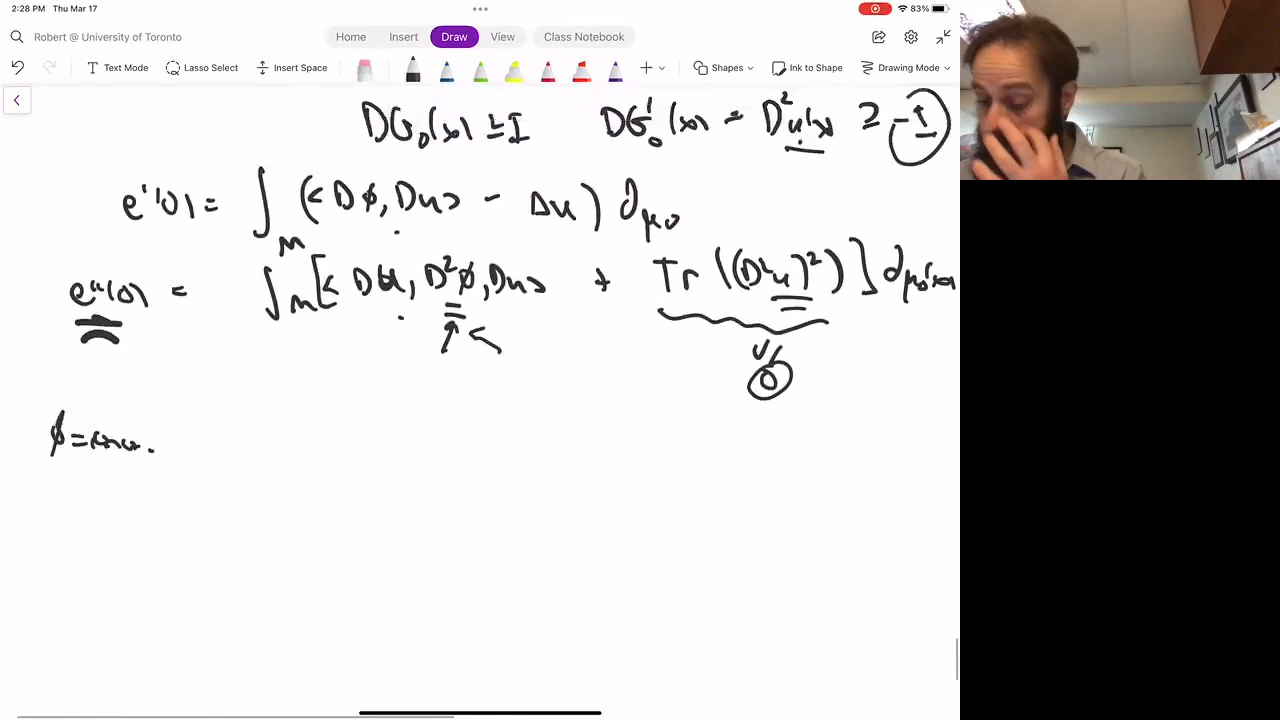 2:28 PM Thu Mar 17
83%
Robert @ University of Toronto
Home Insert Draw View Class Notebook
Text Mode Lasso Select Insert Space Shapes Ink to Shape Drawing Mode
DG₀(x) = I DG₀'(x) = D²u(x) ≥ -I
e'(0) = ∫_M (< Dφ, Du> - Δu) dμ₀
e''(0) = ∫_M [< Du, D²φ, Du> + Tr((D²u)²)] dμ₀
∨/
0